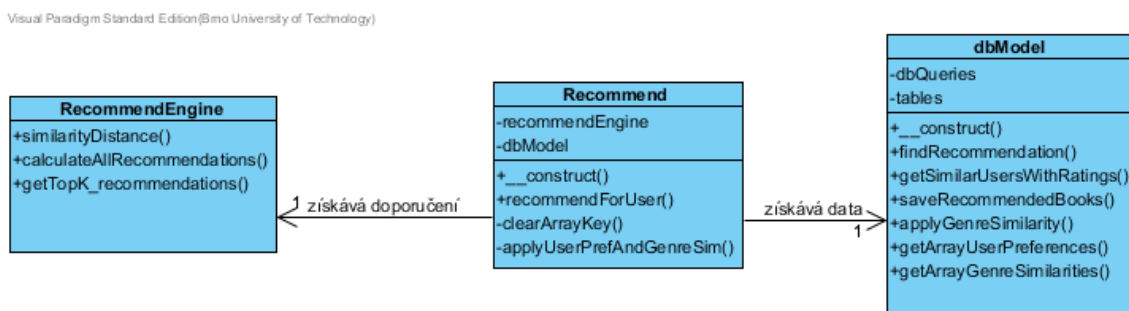 Visual Paradigm Standard Edition(Brno University of Technology)
RecommendEngine
+similarityDistance()
+calculateAllRecommendations()
+getTopK_recommendations()
1 získává doporučení
Recommend
-recommendEngine
-dbModel
+__construct()
+recommendForUser()
-clearArrayKey()
-applyUserPrefAndGenreSim()
získává data
1
dbModel
-dbQueries
-tables
+__construct()
+findRecommendation()
+getSimilarUsersWithRatings()
+saveRecommendedBooks()
+applyGenreSimilarity()
+getArrayUserPreferences()
+getArrayGenreSimilarities()